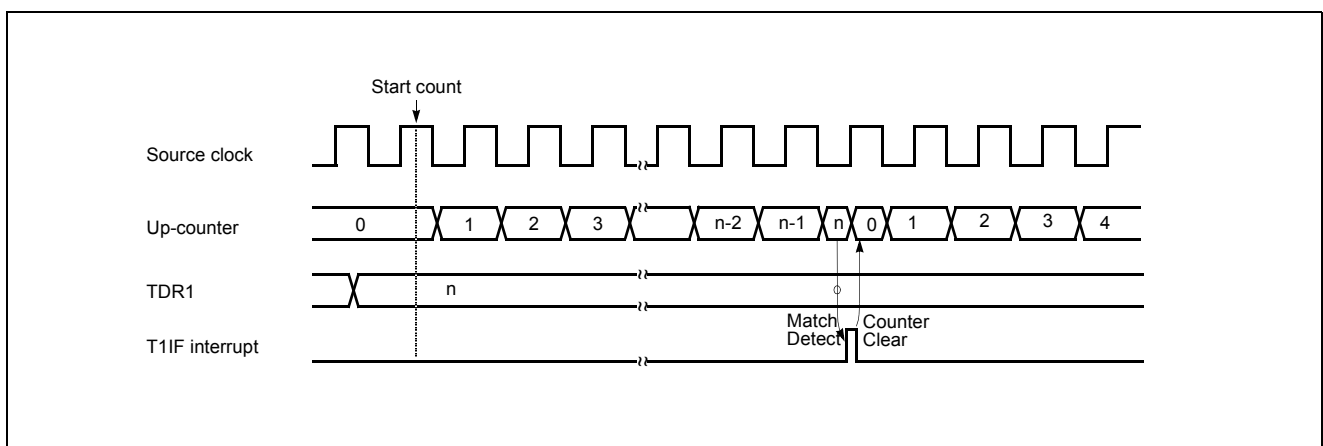 Start count
Source clock
Up-counter 0 1 2 3 n-2 n-1 n 0 1 2 3 4
TDR1 n
Match Counter
Detect Clear
T1IF interrupt